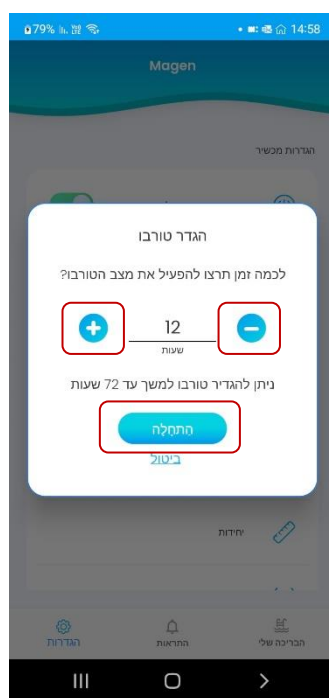 79% 14:58
Magen
הגדרות מכשיר
הגדר טורבו
לכמה זמן תרצו להפעיל את מצב הטורבו?
12
שעות
ניתן להגדיר טורבו למשך עד 72 שעות
הַתחָלָה
ביטול
יחידות
הבריכה שלי
התראות
הגדרות